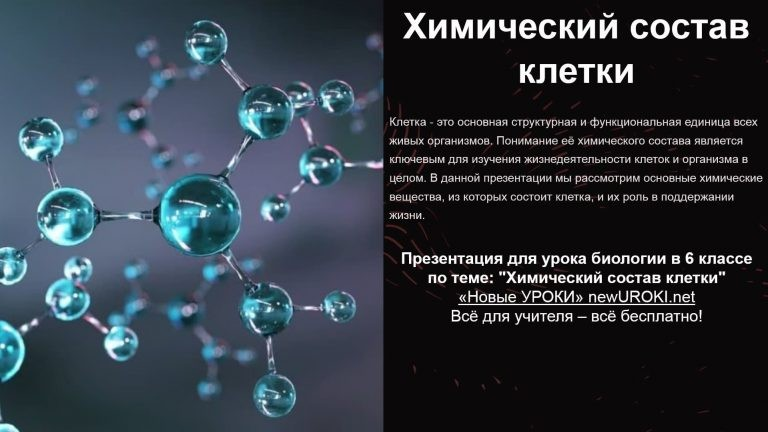 Химический состав
клетки
Клетка - это основная структурная и функциональная единица всех
живых организмов. Понимание её химического состава является
ключевым для изучения жизнедеятельности клеток и организма в
целом. В данной презентации мы рассмотрим основные химические
вещества, из которых состоит клетка, и их роль в поддержании
жизни.
Презентация для урока биологии в 6 классе
по теме: "Химический состав клетки"
«Новые УРОКИ» newUROKI.net
Всё для учителя – всё бесплатно!